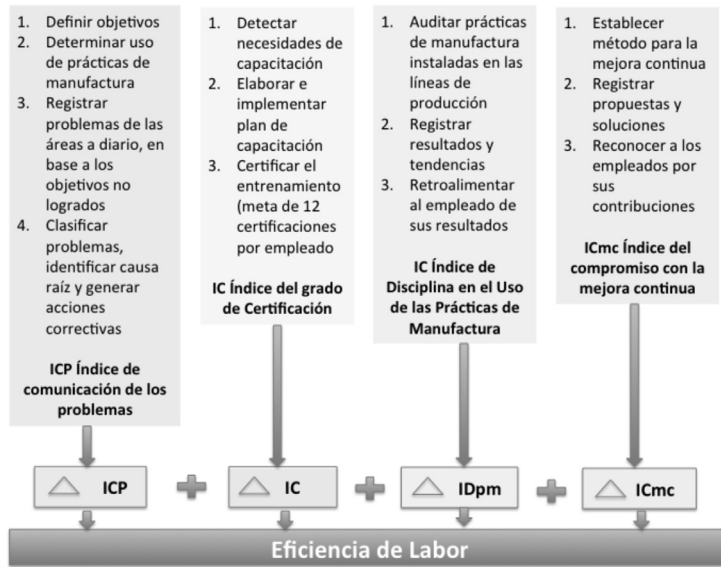 1. Definir objetivos
2. Determinar uso
de prácticas de
manufactura
3. Registrar
problemas de las
áreas a diario, en
base a los
objetivos no
logrados
4. Clasificar
problemas,
identificar causa
raíz y generar
acciones
correctivas
ICP Índice de
comunicación de los
problemas
1. Detectar
necesidades de
capacitación
2. Elaborar e
implementar
plan de
capacitación
3. Certificar el
entrenamiento
(meta de 12
certificaciones
por empleado
IC Índice del grado
de Certificación
1. Auditar prácticas
de manufactura
instaladas en las
líneas de
producción
2. Registrar
resultados y
tendencias
3. Retroalimentar
al empleado de
sus resultados
IC Índice de
Disciplina en el Uso
de las Prácticas de
Manufactura
1. Establecer
método para la
mejora continua
2. Registrar
propuestas y
soluciones
3. Reconocer a los
empleados por
sus
contribuciones
ICmc Índice del
compromiso con la
mejora continua
ICP
IC
IDpm
ICmc
Eficiencia de Labor